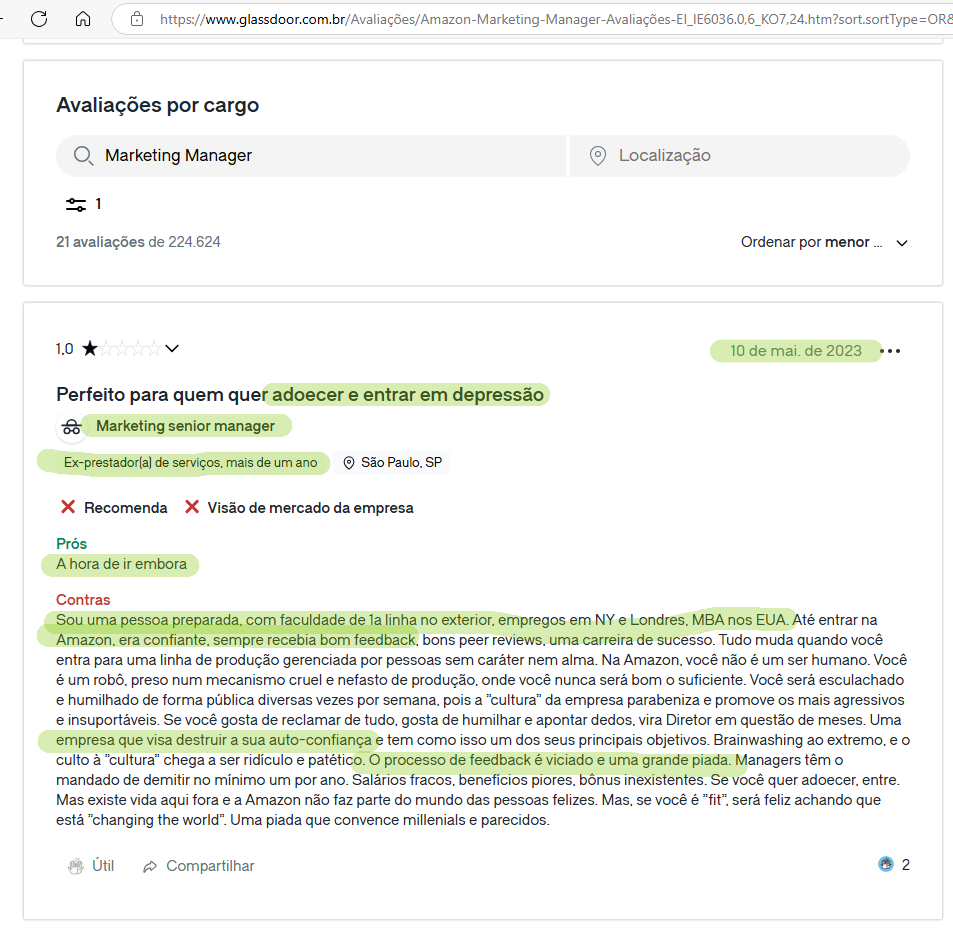 https://www.glassdoor.com.br/Avaliações/Amazon-Marketing-Manager-Avaliações-EI_IE6036.0,6_KO7,24.htm?sort.sortType=OR&
Avaliações por cargo
Marketing Manager
Localização
1
21 avaliações de 224.624
Ordenar por menor ...
1,0
10 de mai. de 2023
Perfeito para quem quer adoecer e entrar em depressão
Marketing senior manager
Ex-prestador(a) de serviços, mais de um ano
São Paulo, SP
Recomenda
Visão de mercado da empresa
Prós
A hora de ir embora
Contras
Sou uma pessoa preparada, com faculdade de 1a linha no exterior, empregos em NY e Londres, MBA nos EUA. Até entrar na
Amazon, era confiante, sempre recebia bom feedback, bons peer reviews, uma carreira de sucesso. Tudo muda quando você
entra para uma linha de produção gerenciada por pessoas sem caráter nem alma. Na Amazon, você não é um ser humano. Você
é um robô, preso num mecanismo cruel e nefasto de produção, onde você nunca será bom o suficiente. Você será esculachado
e humilhado de forma pública diversas vezes por semana, pois a "cultura" da empresa parabeniza e promove os mais agressivos
e insuportáveis. Se você gosta de reclamar de tudo, gosta de humilhar e apontar dedos, vira Diretor em questão de meses. Uma
empresa que visa destruir a sua auto-confiança e tem como isso um dos seus principais objetivos. Brainwashing ao extremo, e o
culto à "cultura" chega a ser ridículo e patético. O processo de feedback é viciado e uma grande piada. Managers têm o
mandado de demitir no mínimo um por ano. Salários fracos, benefícios piores, bônus inexistentes. Se você quer adoecer, entre.
Mas existe vida aqui fora e a Amazon não faz parte do mundo das pessoas felizes. Mas, se você é "fit", será feliz achando que
está "changing the world". Uma piada que convence millenials e parecidos.
Útil
Compartilhar
2